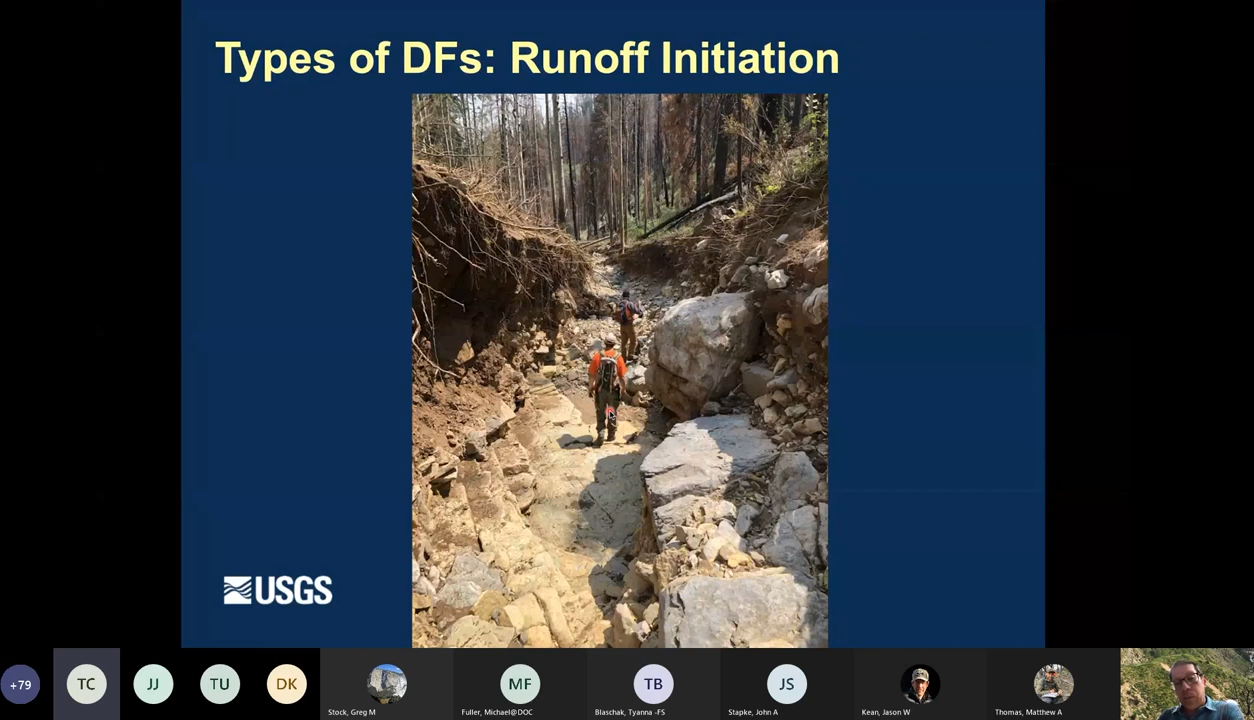 Types of DFs: Runoff Initiation
USGS
+79
TC
JJ
TU
DK
Stock, Greg M
MF
Fuller, Michael@DOC
TB
Blaschak, Tyanna -FS
JS
Stapke, John A
Kean, Jason W
Thomas, Matthew A